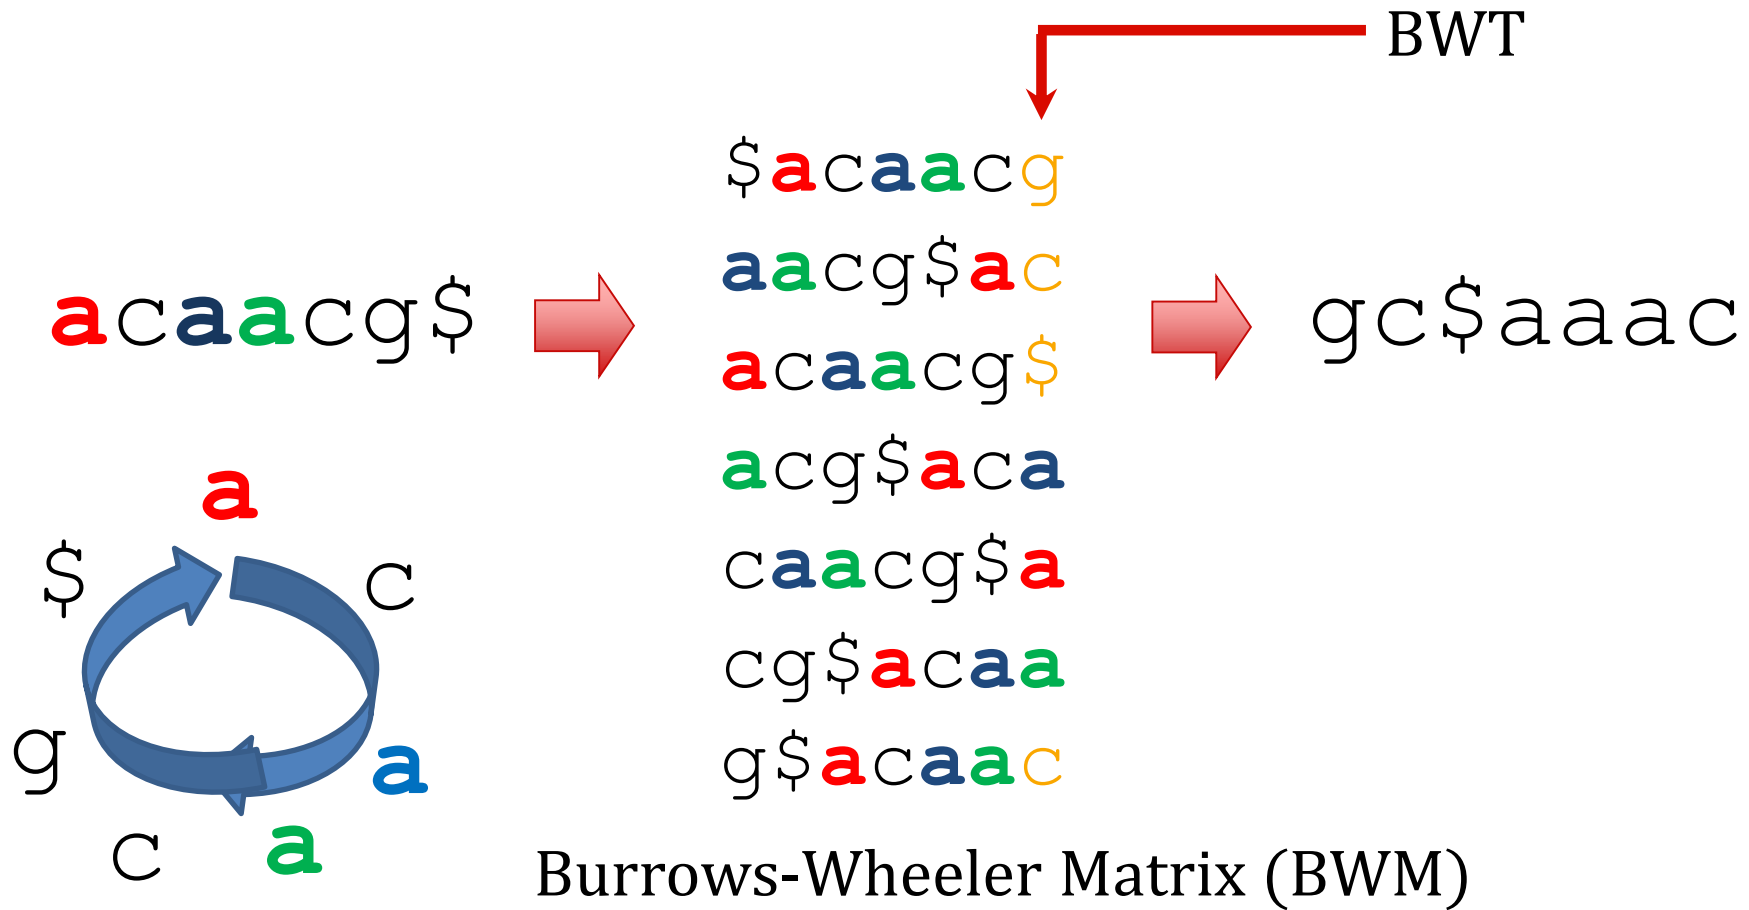 BWT
acaacg$
$acaacg
aacg$ac
acaacg$
acg$aca
caacg$a
cg$acaa
g$acaac
gc$aaac
a
$
c
g
a
c
a
Burrows-Wheeler Matrix (BWM)